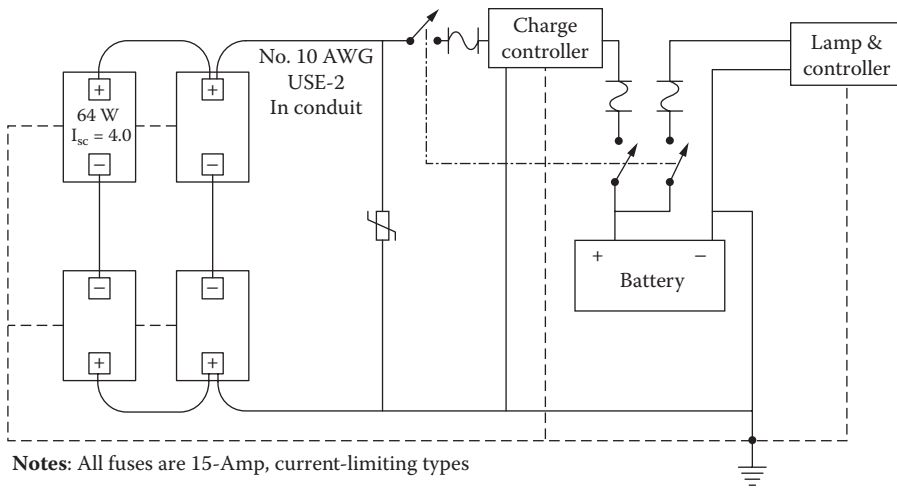 Charge
controller
Lamp &
controller
No. 10 AWG
USE-2
In conduit
+
+
64 W
I_sc = 4.0
−
−
+ −
Battery
−
−
+
+
Notes: All fuses are 15-Amp, current-limiting types